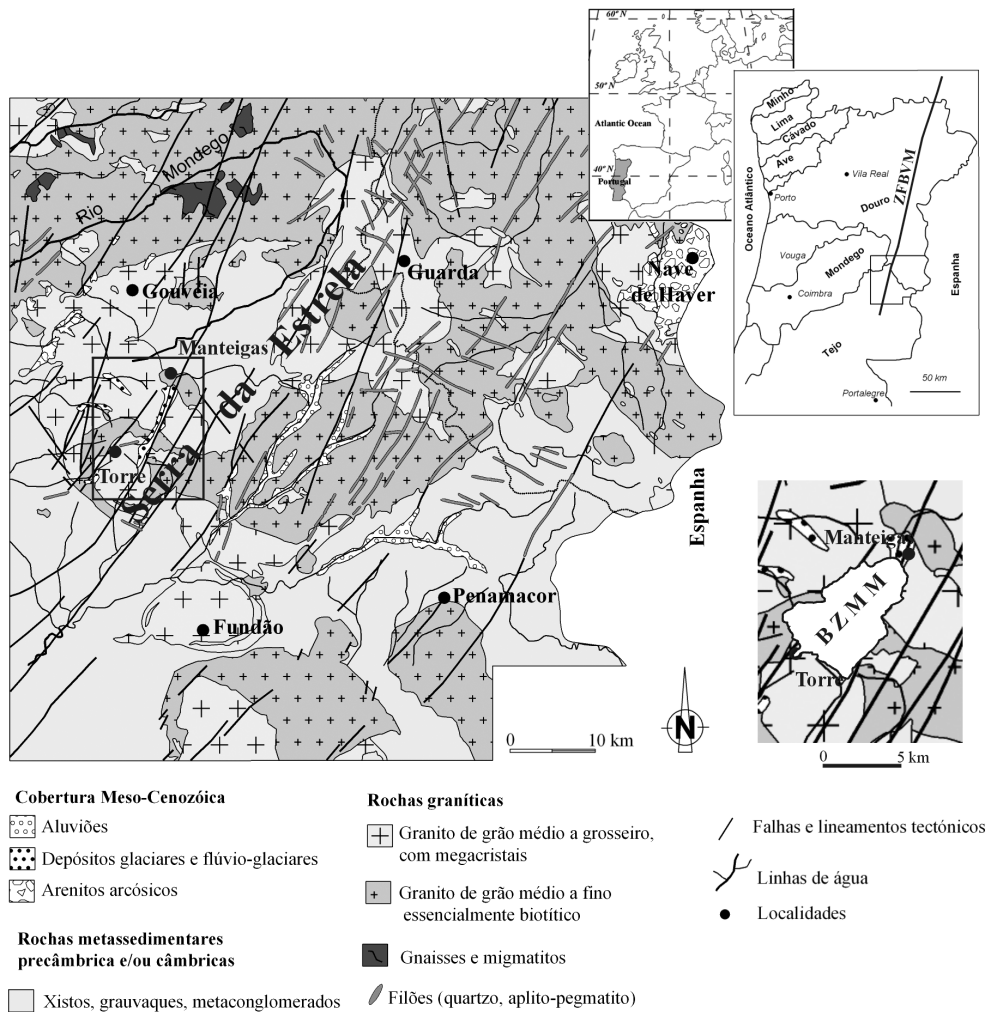 60º N
50º N
Atlantic Ocean
40º N
Portugal
Minho
Lima
Cávado
Ave
Vila Real
Porto
Douro
ZFBVM
Oceano Atlântico
Vouga
Mondego
Coimbra
Espanha
Tejo
50 km
Portalegre
Rio Mondego
Guarda
Nave
de Haver
Gouveia
Serra da Estrela
Manteigas
Torre
Espanha
Penamacor
Fundão
N
0 10 km
Manteigas
BZMM
Torre
0 5 km
Cobertura Meso-Cenozóica
Aluviões
Depósitos glaciares e flúvio-glaciares
Arenitos arcósicos
Rochas metassedimentares
precâmbrica e/ou câmbricas
Xistos, grauvaques, metaconglomerados
Rochas graníticas
Granito de grão médio a grosseiro,
com megacristais
Granito de grão médio a fino
essencialmente biotítico
Gnaisses e migmatitos
Filões (quartzo, aplito-pegmatito)
Falhas e lineamentos tectónicos
Linhas de água
Localidades